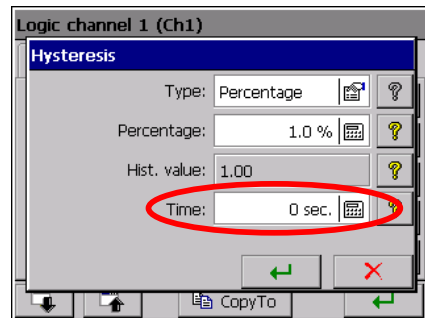 Logic channel 1 (Ch1)
Hysteresis
Type: Percentage ?
Percentage: 1.0 % ?
Hist. value: 1.00 ?
Time: 0 sec. ?
CopyTo